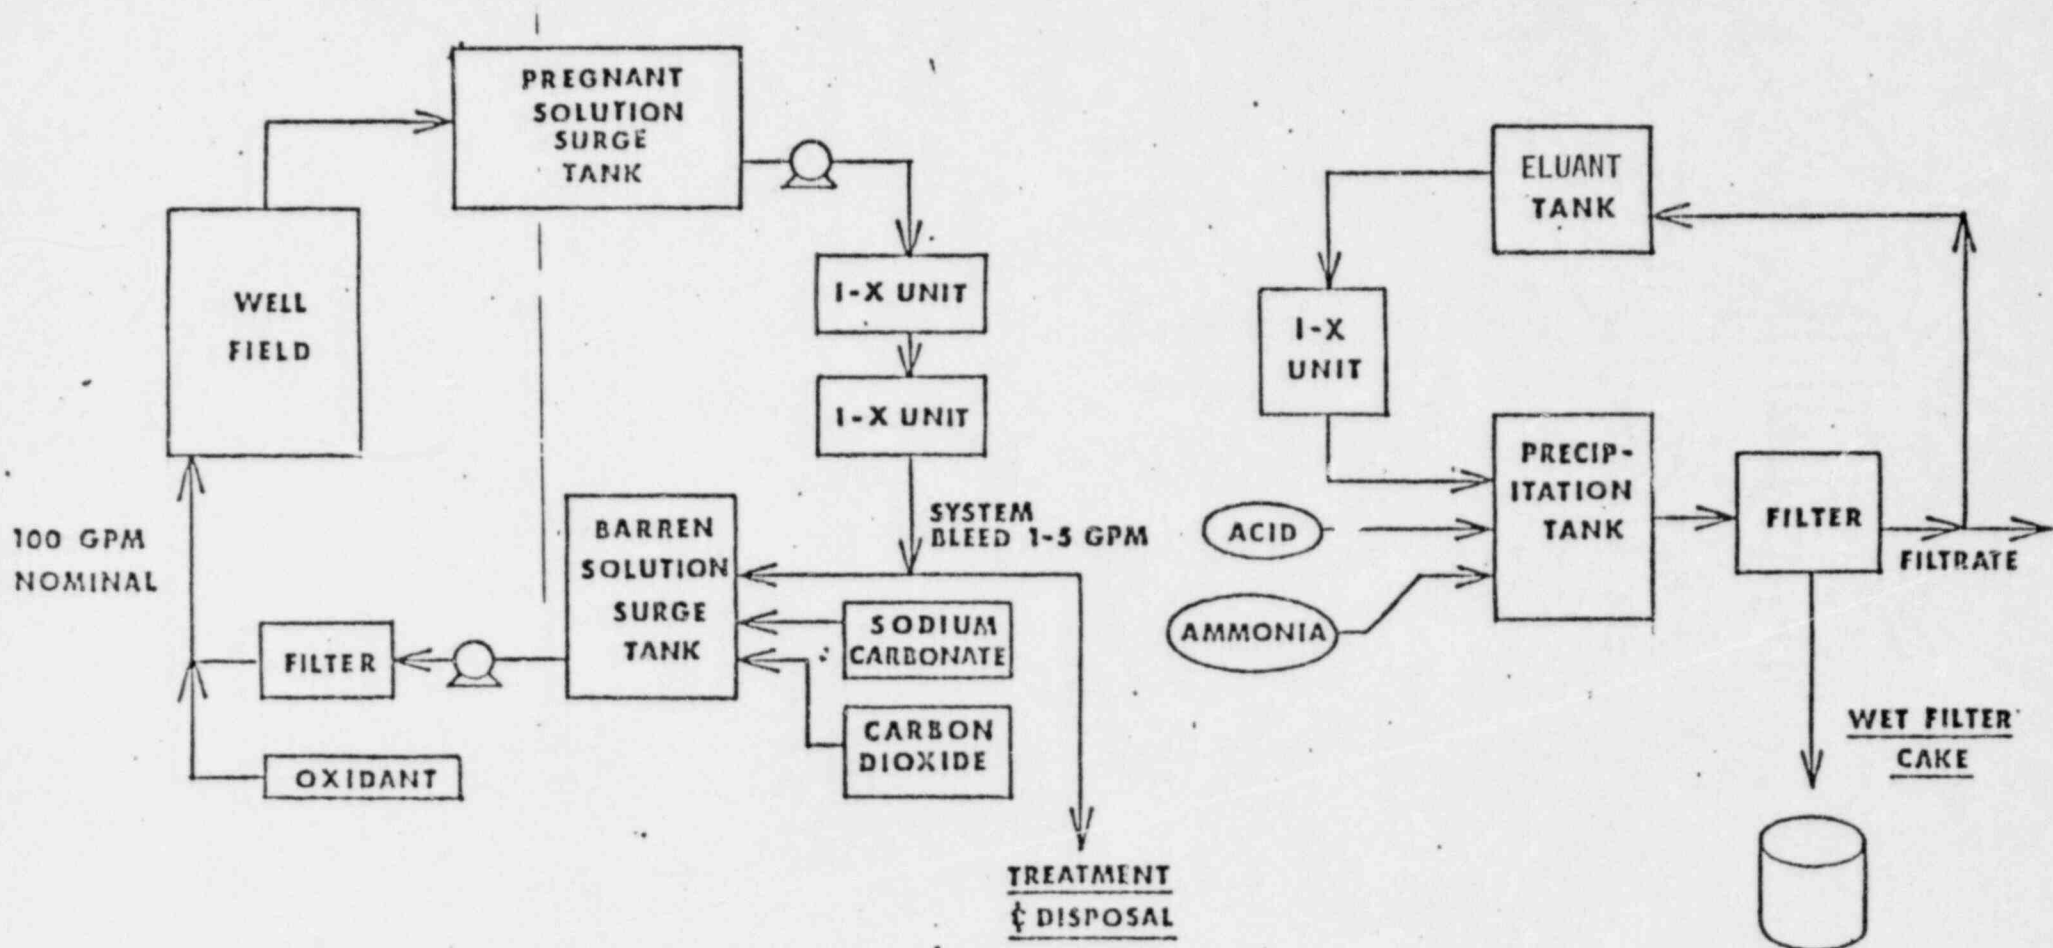 PREGNANT
SOLUTION
SURGE
TANK
WELL
FIELD
I-X UNIT
I-X UNIT
SYSTEM
BLEED 1-5 GPM
100 GPM
NOMINAL
BARREN
SOLUTION
SURGE
TANK
SODIUM
CARBONATE
CARBON
DIOXIDE
FILTER
OXIDANT
TREATMENT
& DISPOSAL
ELUANT
TANK
I-X
UNIT
PRECIP-
ITATION
TANK
ACID
AMMONIA
FILTER
FILTRATE
WET FILTER
CAKE